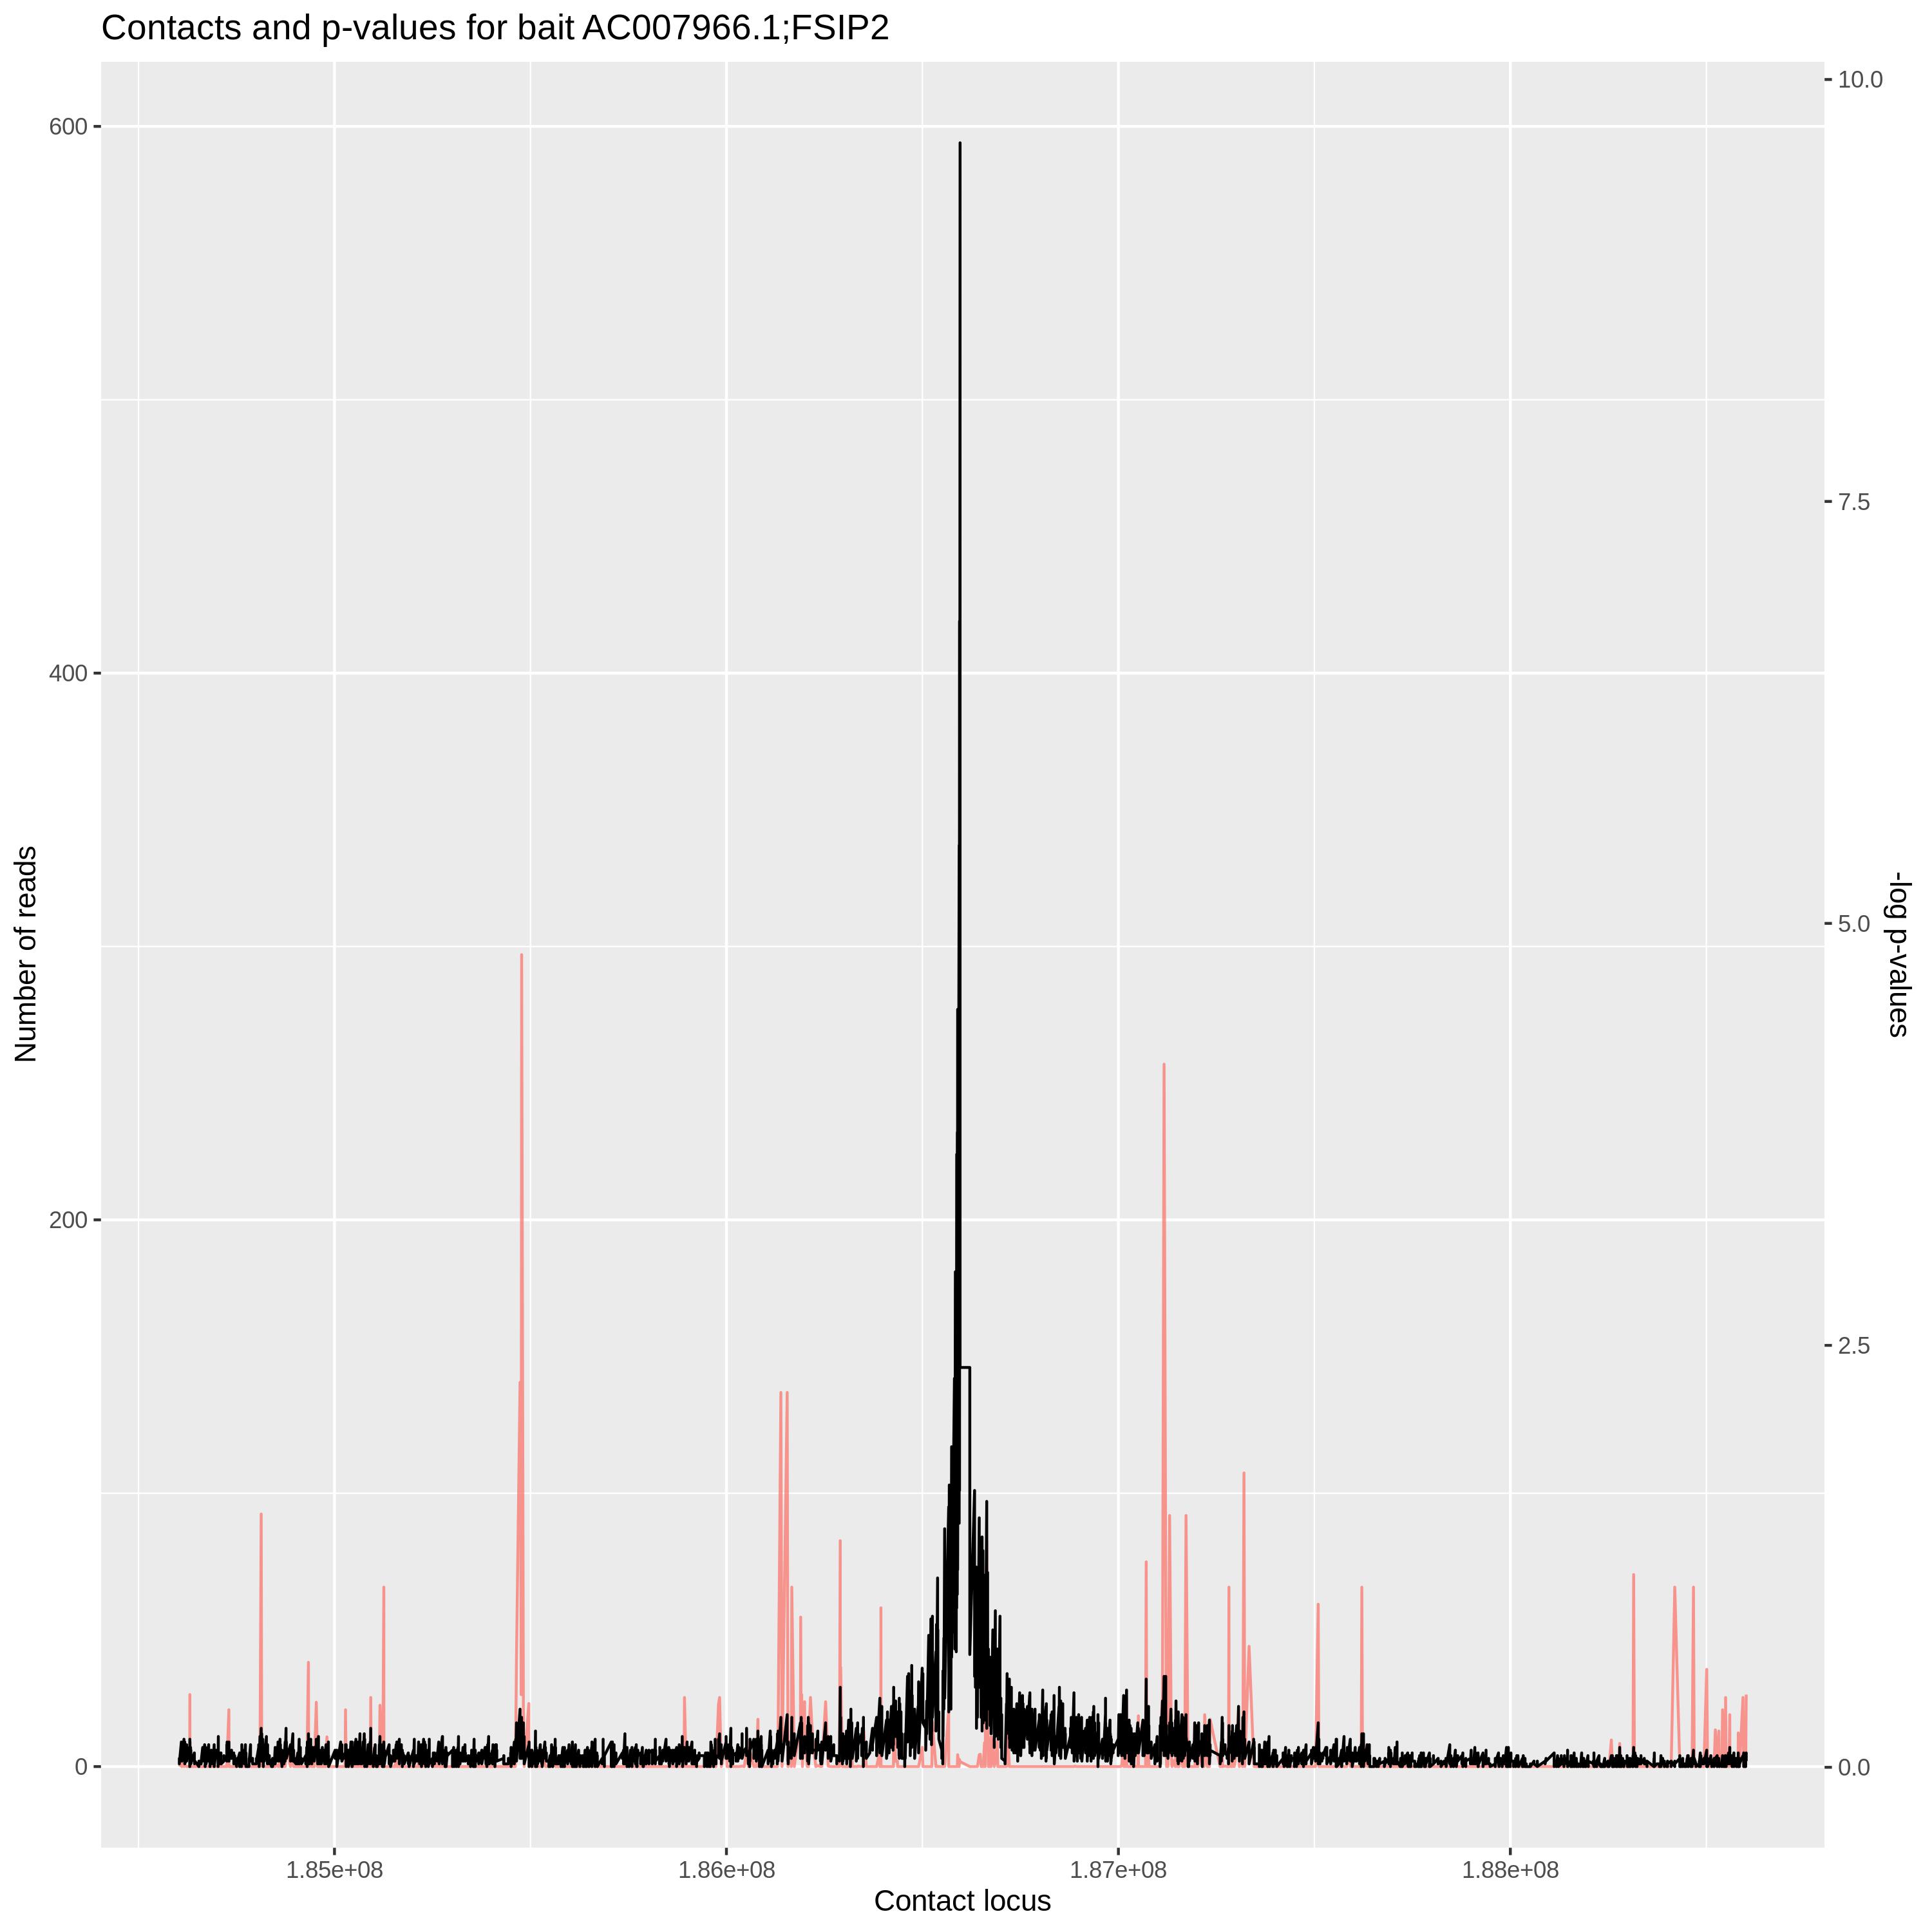 Contacts and p-values for bait AC007966.1;FSIP2
600
400
200
0
Number of reads
10.0
7.5
5.0
2.5
0.0
-log p-values
1.85e+08
1.86e+08
1.87e+08
1.88e+08
Contact locus